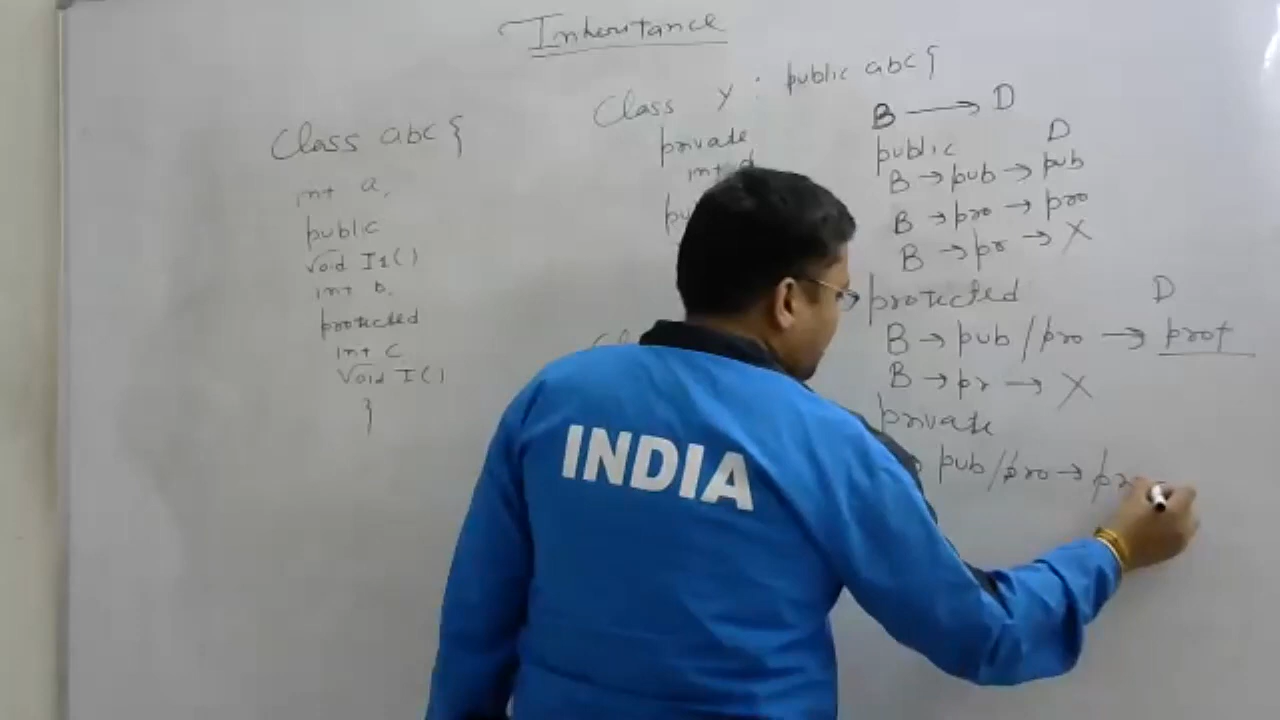 Inheritance
Class abc {
int a,
public
void I1()
int b,
protected
int c
void I()
}
Class y : public abc {
private
int d
B → D
public D
B → pub → pub
B → pro → pro
B → pr → X
protected D
B → pub / pro → prot
B → pr → X
private
pub/pro →
INDIA